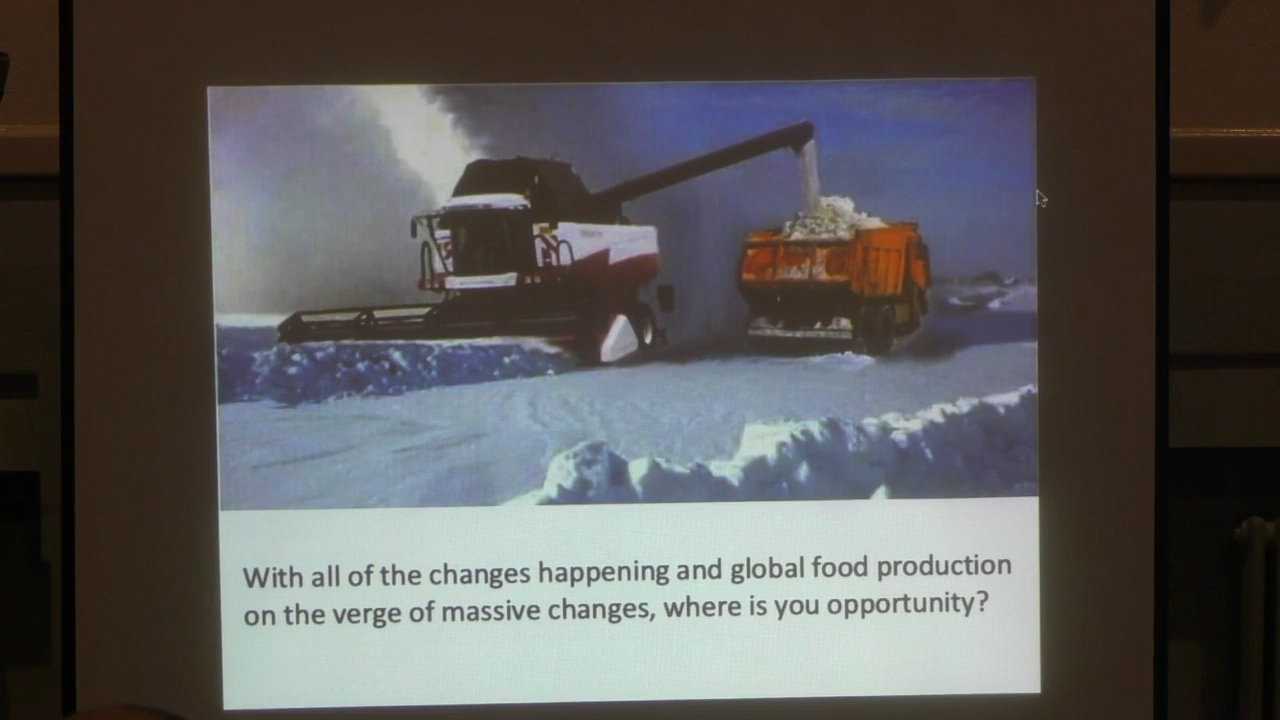 With all of the changes happening and global food production
on the verge of massive changes, where is you opportunity?